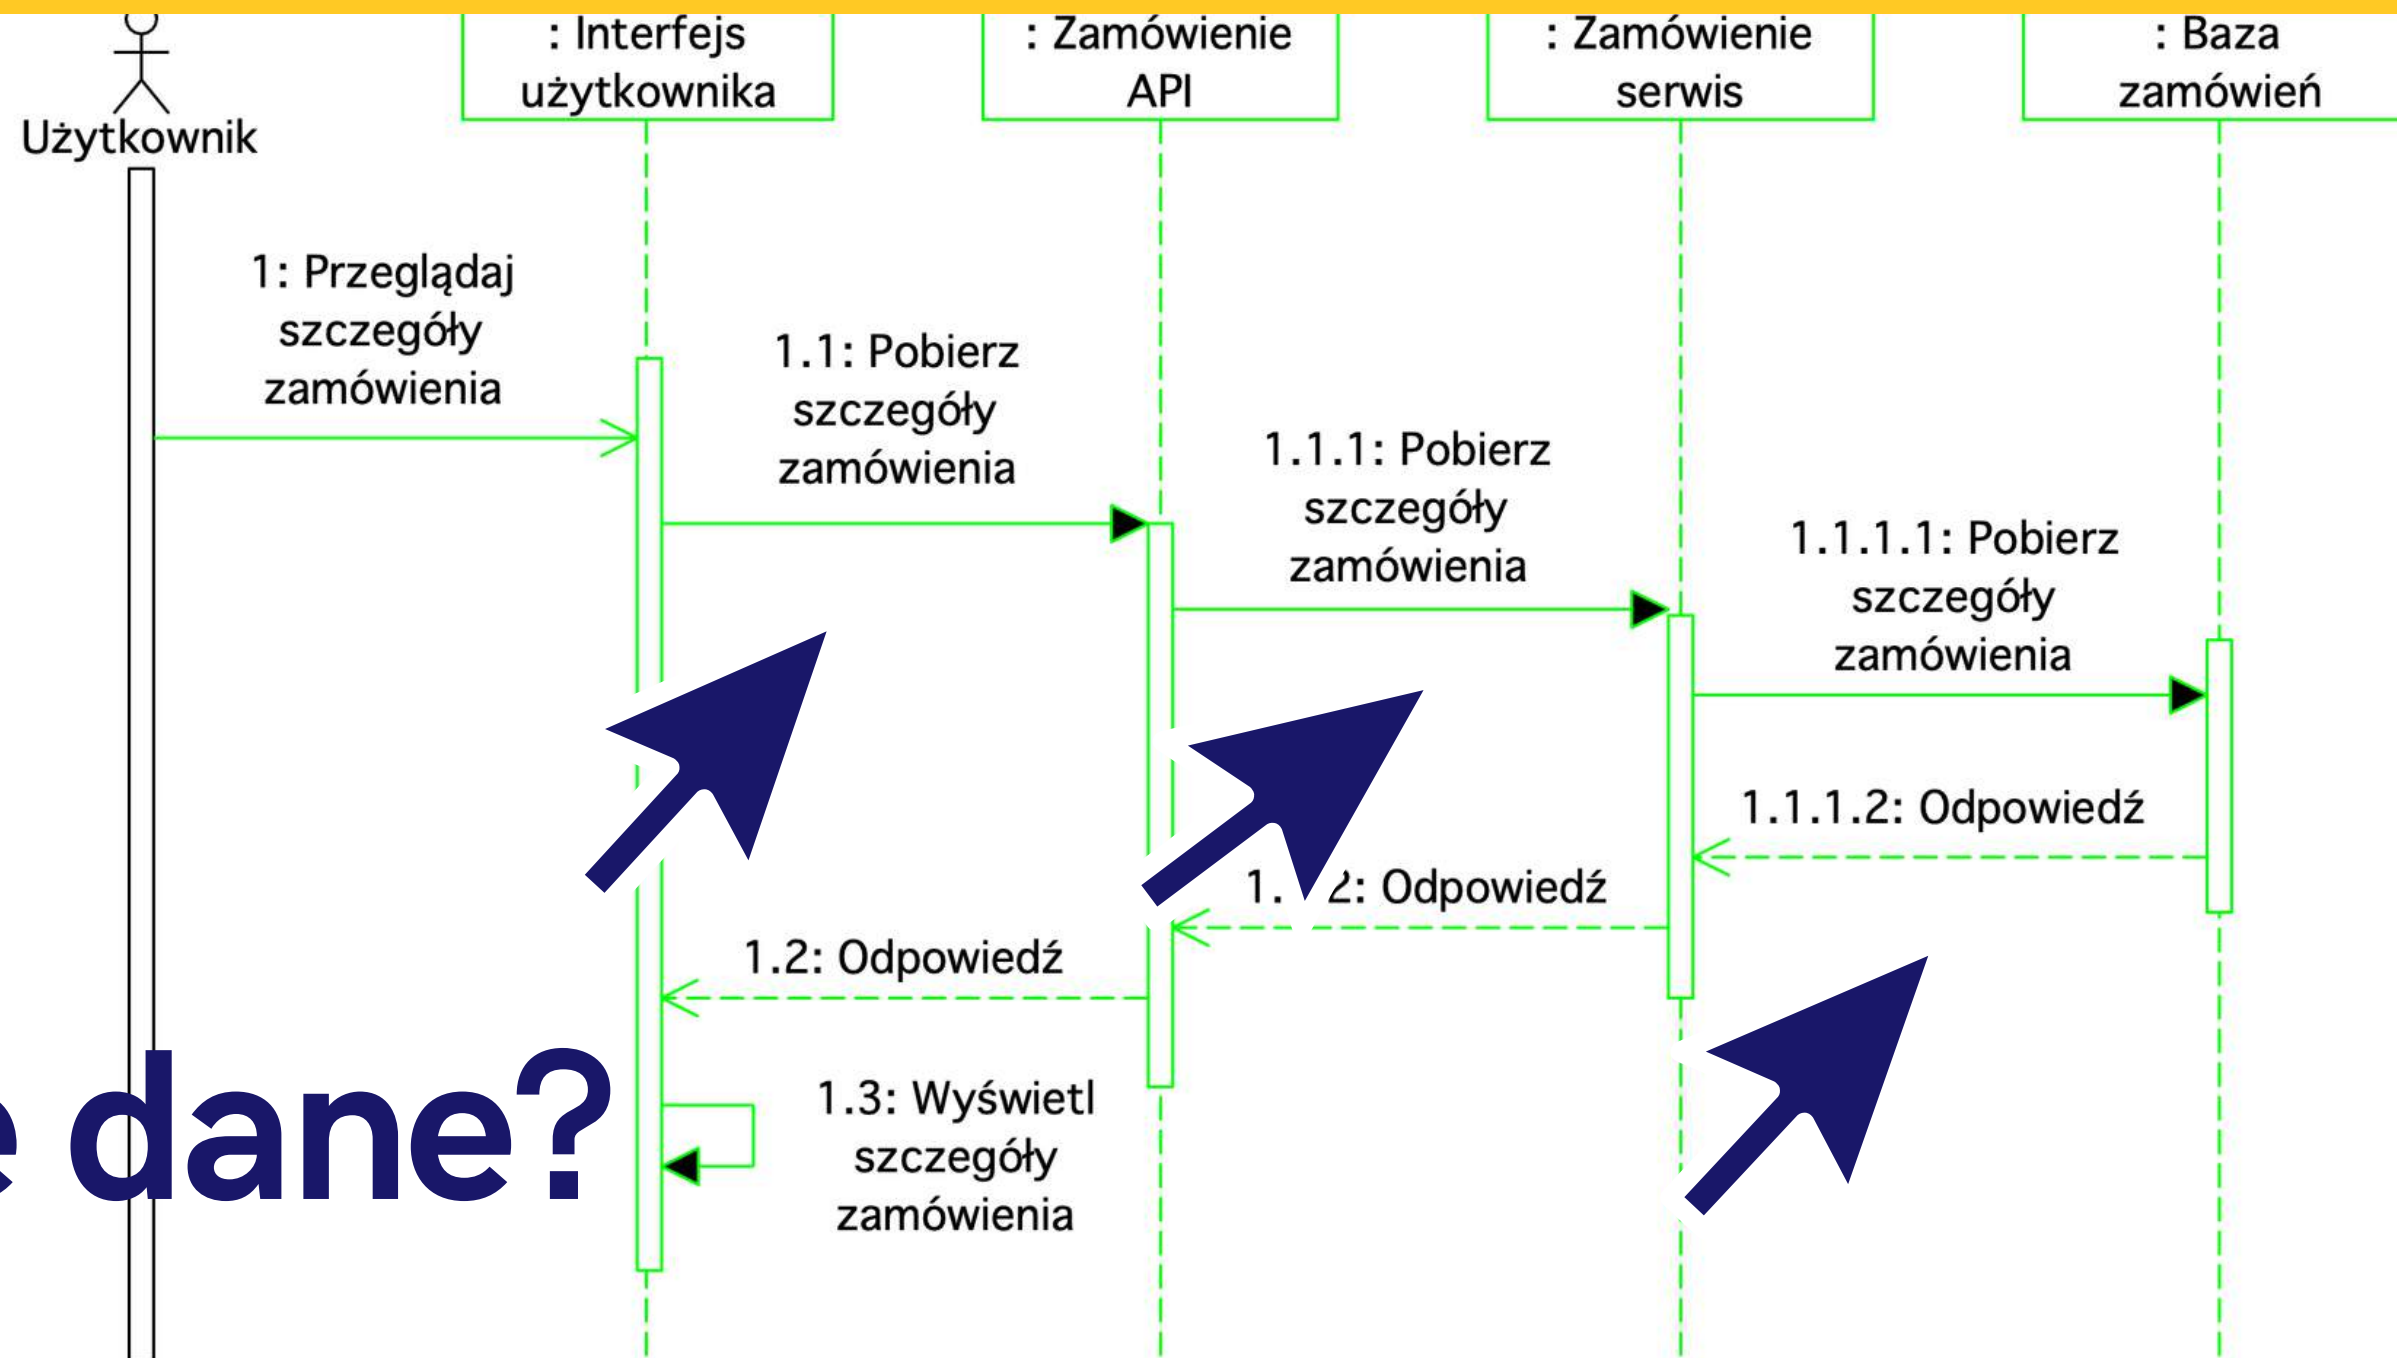 : Interfejs
użytkownika
: Zamówienie
API
: Zamówienie
serwis
: Baza
zamówień
Użytkownik
1: Przeglądaj
szczegóły
zamówienia
1.1: Pobierz
szczegóły
zamówienia
1.1.1: Pobierz
szczegóły
zamówienia
1.1.1.1: Pobierz
szczegóły
zamówienia
1.1.1.2: Odpowiedź
1. 2: Odpowiedź
1.2: Odpowiedź
1.3: Wyświetl
szczegóły
zamówienia
e dane?